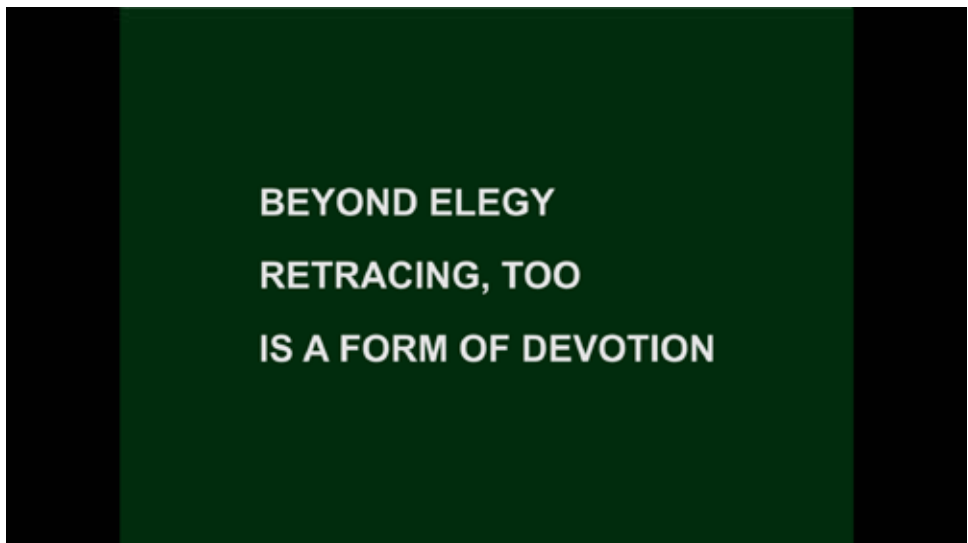 BEYOND ELEGY
RETRACING, TOO
IS A FORM OF DEVOTION